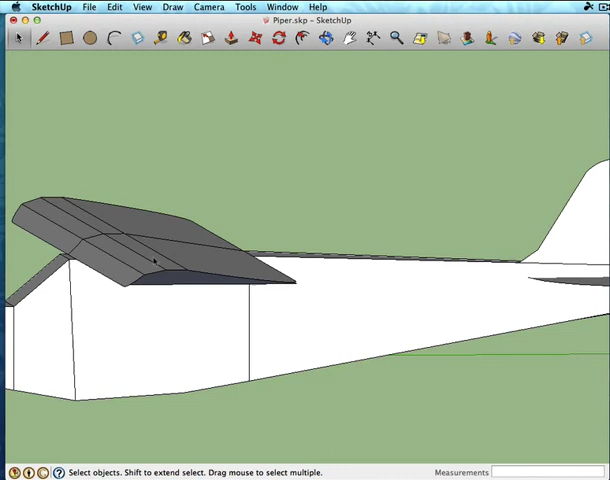 SketchUp File Edit View Draw Camera Tools Window Help
Piper.skp - SketchUp
Select objects. Shift to extend select. Drag mouse to select multiple. Measurements